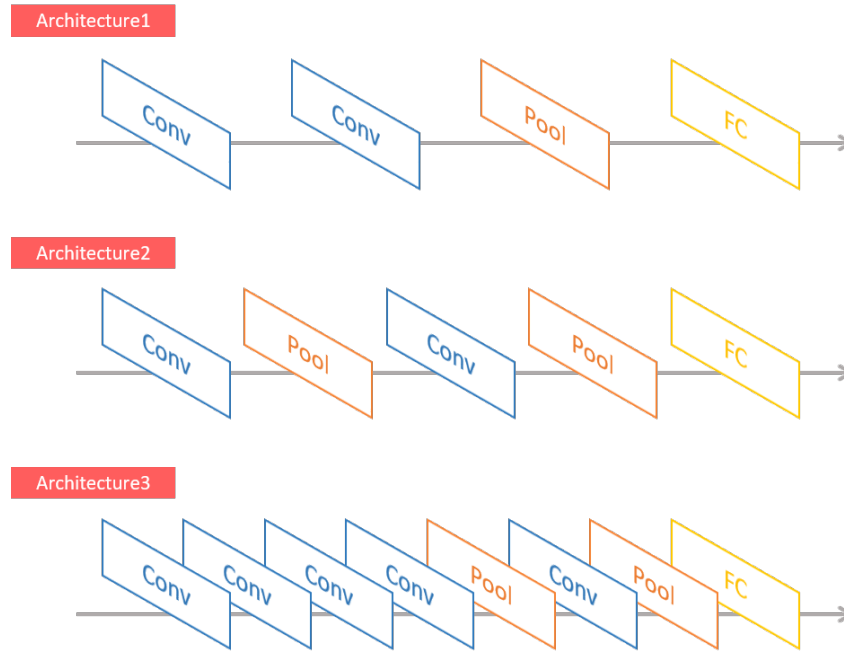 Architecture1
Conv Conv Pool FC
Architecture2
Conv Pool Conv Pool FC
Architecture3
Conv Conv Conv Conv Pool Conv Pool FC